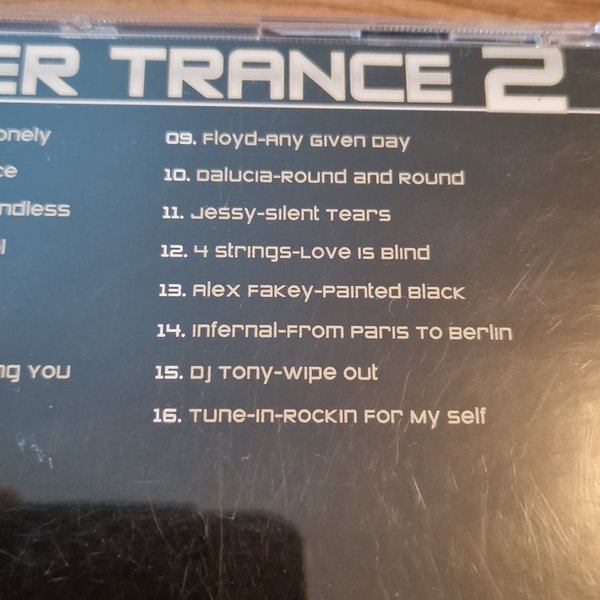 ER TRANCE 2
onely
ce
ndless
ng YOU
09. Floyd-Any Given Day
10. Dalucia-Round and Round
11. Jessy-Silent Tears
12. 4 Strings-Love is Blind
13. Alex Fakey-Painted Black
14. Infernal-From Paris To Berlin
15. DJ Tony-Wipe Out
16. Tune-In-Rockin For My Self